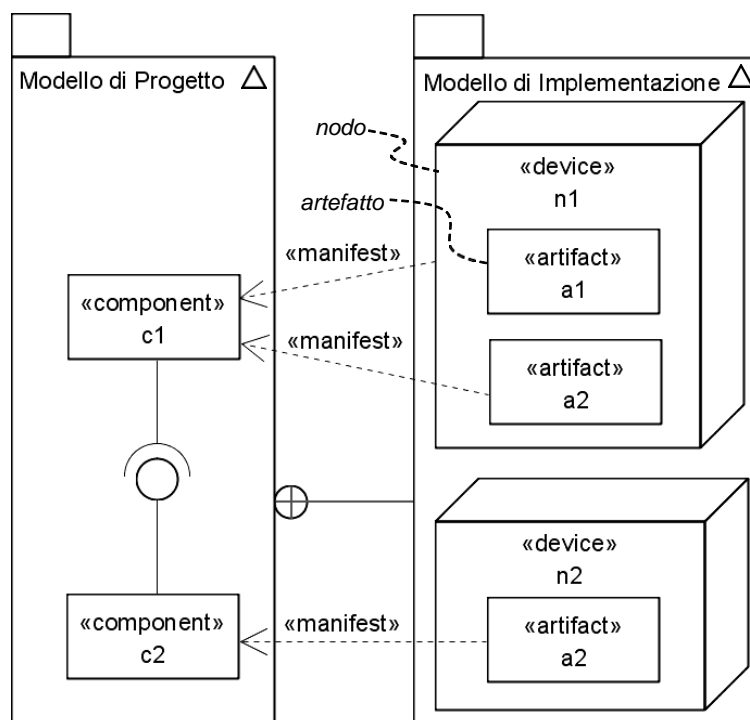 Modello di Progetto
Modello di Implementazione
nodo
«device»
n1
artefatto
«manifest»
«artifact»
a1
«component»
c1
«manifest»
«artifact»
a2
«device»
n2
«component»
c2
«manifest»
«artifact»
a2